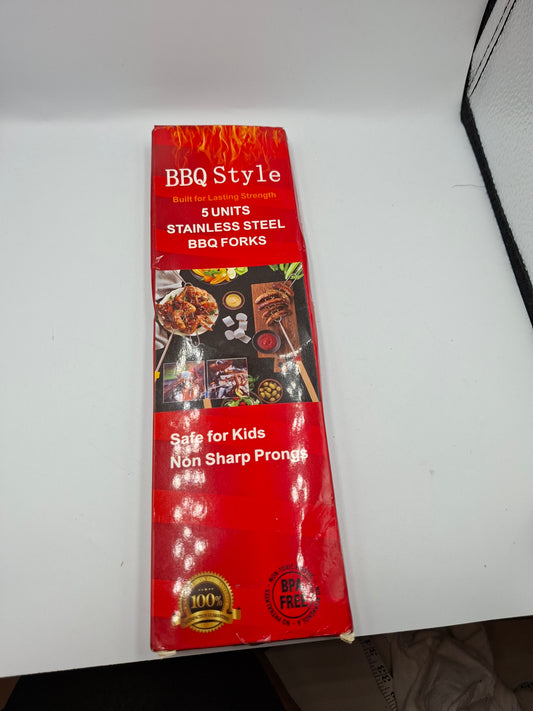 BBQ Style
Built for Lasting Strength
5 UNITS
STAINLESS STEEL
BBQ FORKS
Safe for Kids
Non Sharp Prongs
100%
BPA
FREE